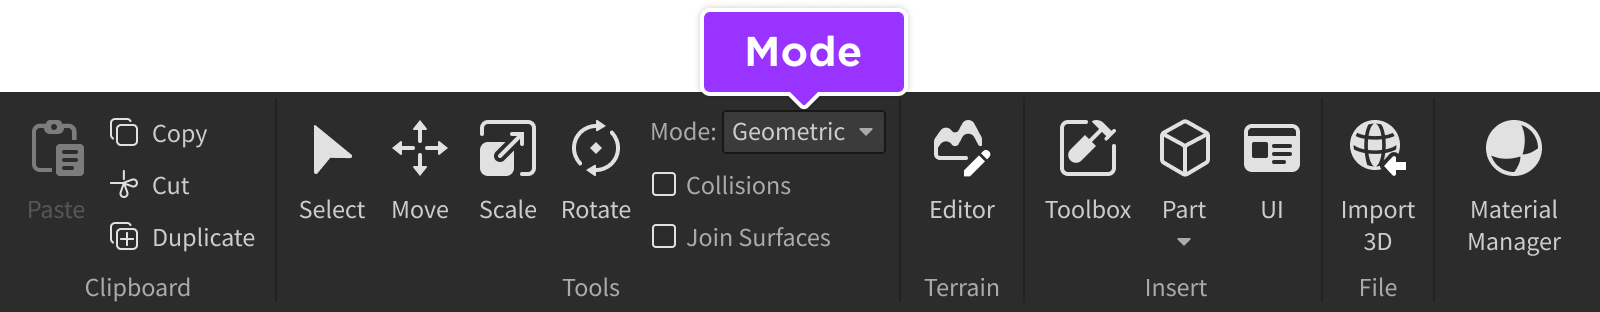 Mode
Paste
Copy
Cut
Duplicate
Clipboard
Select
Move
Scale
Rotate
Mode: Geometric
Collisions
Join Surfaces
Tools
Editor
Terrain
Toolbox
Part
UI
Insert
Import
3D
File
Material
Manager